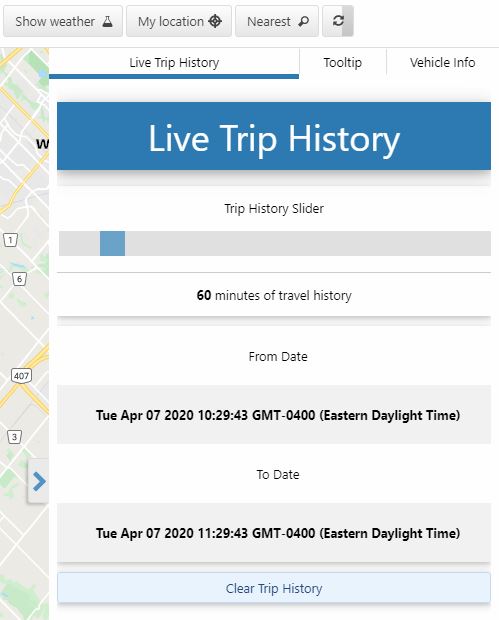 Show weather
My location
Nearest
Live Trip History
Tooltip
Vehicle Info
W
Live Trip History
Trip History Slider
1
6
60 minutes of travel history
From Date
407
Tue Apr 07 2020 10:29:43 GMT-0400 (Eastern Daylight Time)
3
To Date
Tue Apr 07 2020 11:29:43 GMT-0400 (Eastern Daylight Time)
Clear Trip History